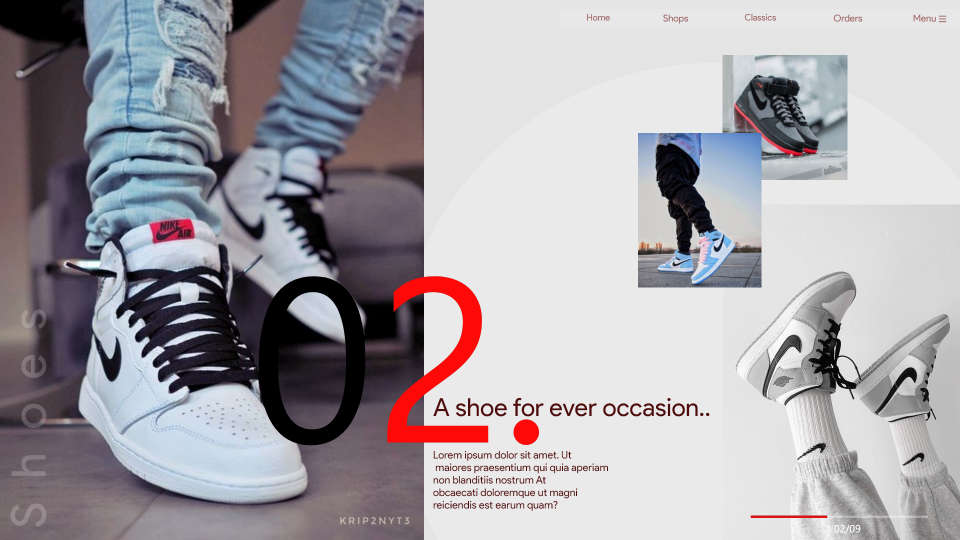 Home
Shops
Classics
Orders
Menu
NIKE
AIR
Shoes
02.
A shoe for ever occasion..
Lorem ipsum dolor sit amet. Ut
maiores praesentium qui quia aperiam
non blanditiis nostrum At
obcaecati doloremque ut magni
reiciendis est earum quam?
KRIP2NYT3
02/09